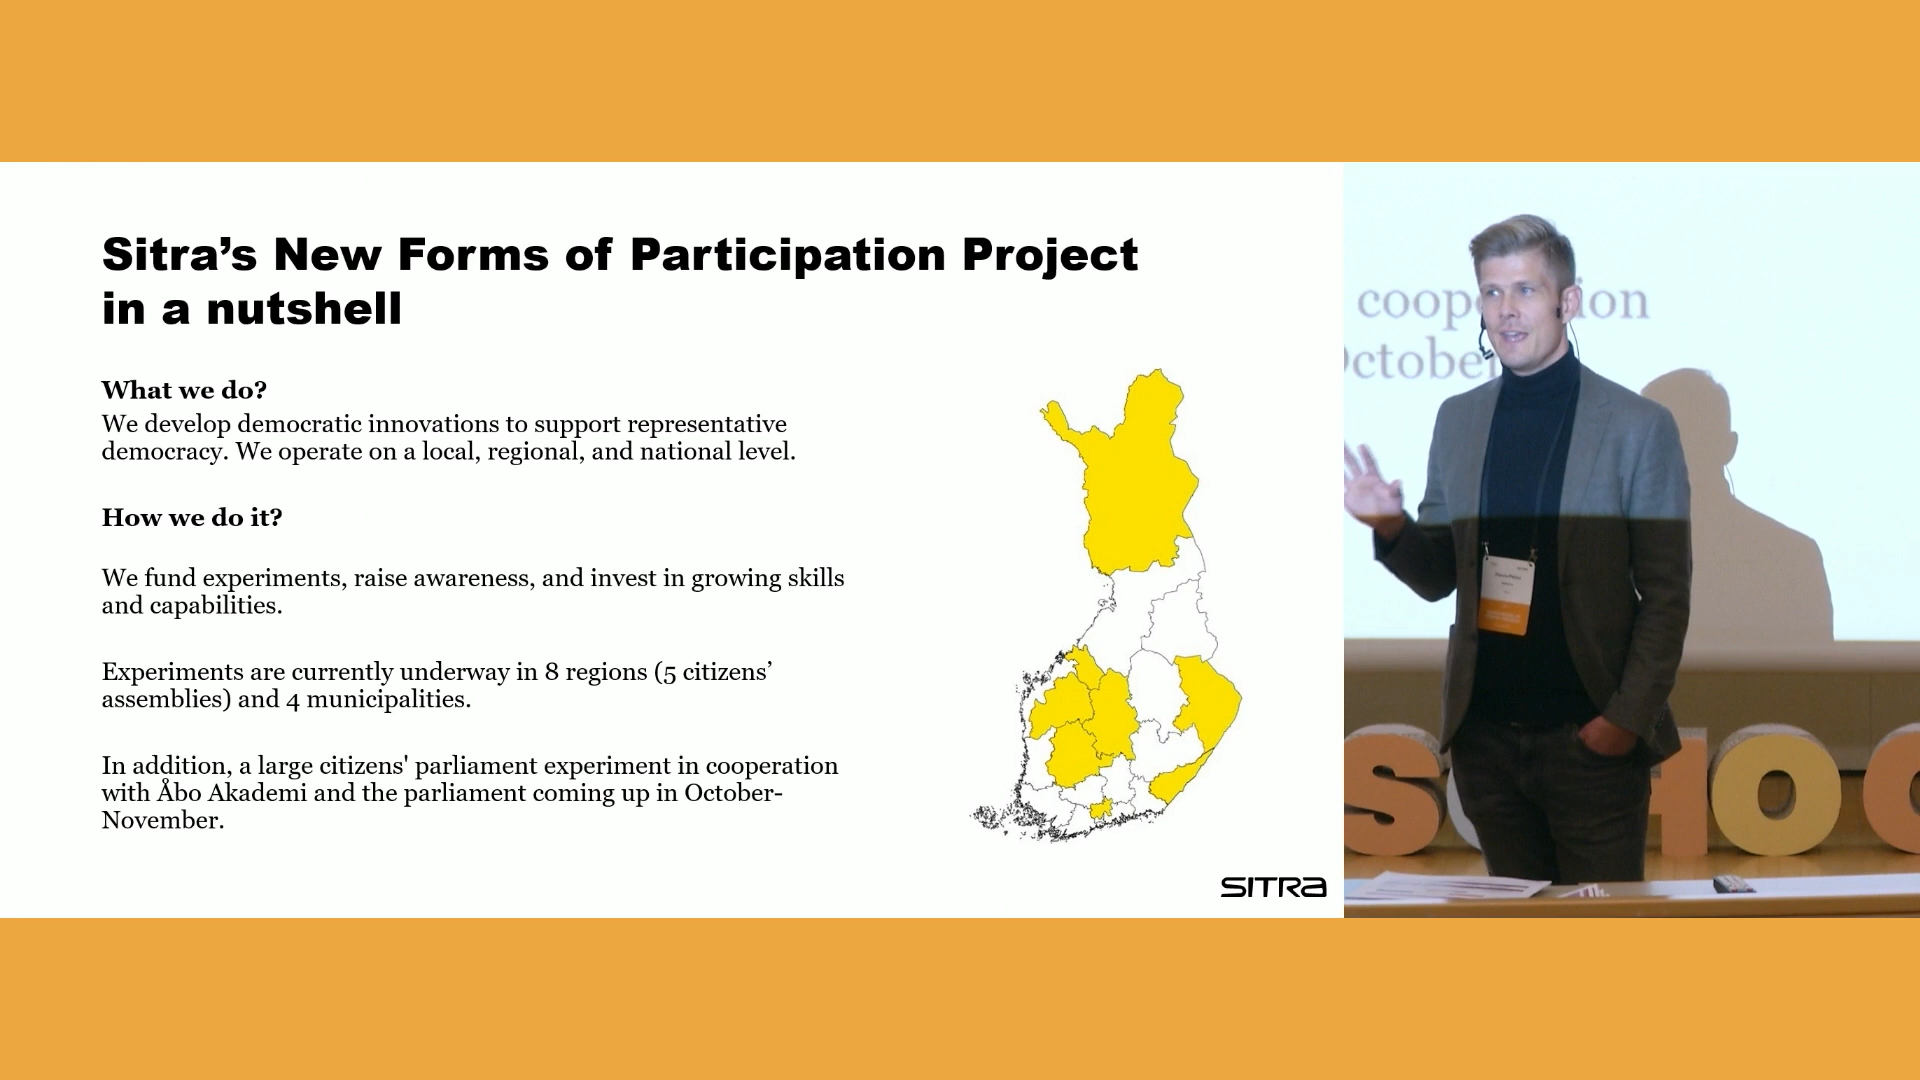 Sitra’s New Forms of Participation Project
in a nutshell
What we do?
We develop democratic innovations to support representative
democracy. We operate on a local, regional, and national level.
How we do it?
We fund experiments, raise awareness, and invest in growing skills
and capabilities.
Experiments are currently underway in 8 regions (5 citizens’
assemblies) and 4 municipalities.
In addition, a large citizens' parliament experiment in cooperation
with Åbo Akademi and the parliament coming up in October-
November.
SITRA